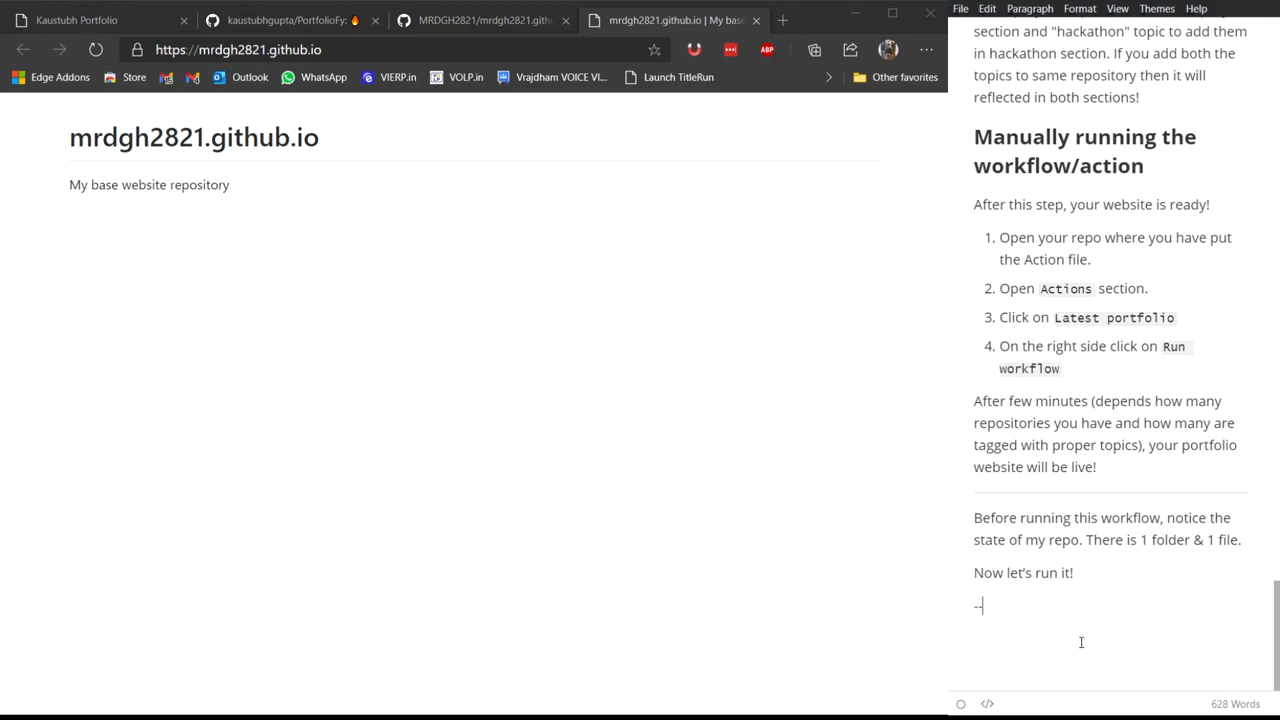 Kaustubh Portfolio
kaustubhgupta/PortfolioFy: 🔥
MRDGH2821/mrdgh2821.gith
mrdgh2821.github.io | My base
https://mrdgh2821.github.io
ABP
Edge Addons
Store
Outlook
WhatsApp
VIERP.in
VOLP.in
Vrajdham VOICE VI...
Launch TitleRun
Other favorites
mrdgh2821.github.io
My base website repository
File Edit Paragraph Format View Themes Help
section and "hackathon" topic to add them
in hackathon section. If you add both the
topics to same repository then it will
reflected in both sections!
Manually running the
workflow/action
After this step, your website is ready!
1. Open your repo where you have put
the Action file.
2. Open Actions section.
3. Click on Latest portfolio
4. On the right side click on Run
workflow
After few minutes (depends how many
repositories you have and how many are
tagged with proper topics), your portfolio
website will be live!
Before running this workflow, notice the
state of my repo. There is 1 folder & 1 file.
Now let's run it!
--
628 Words